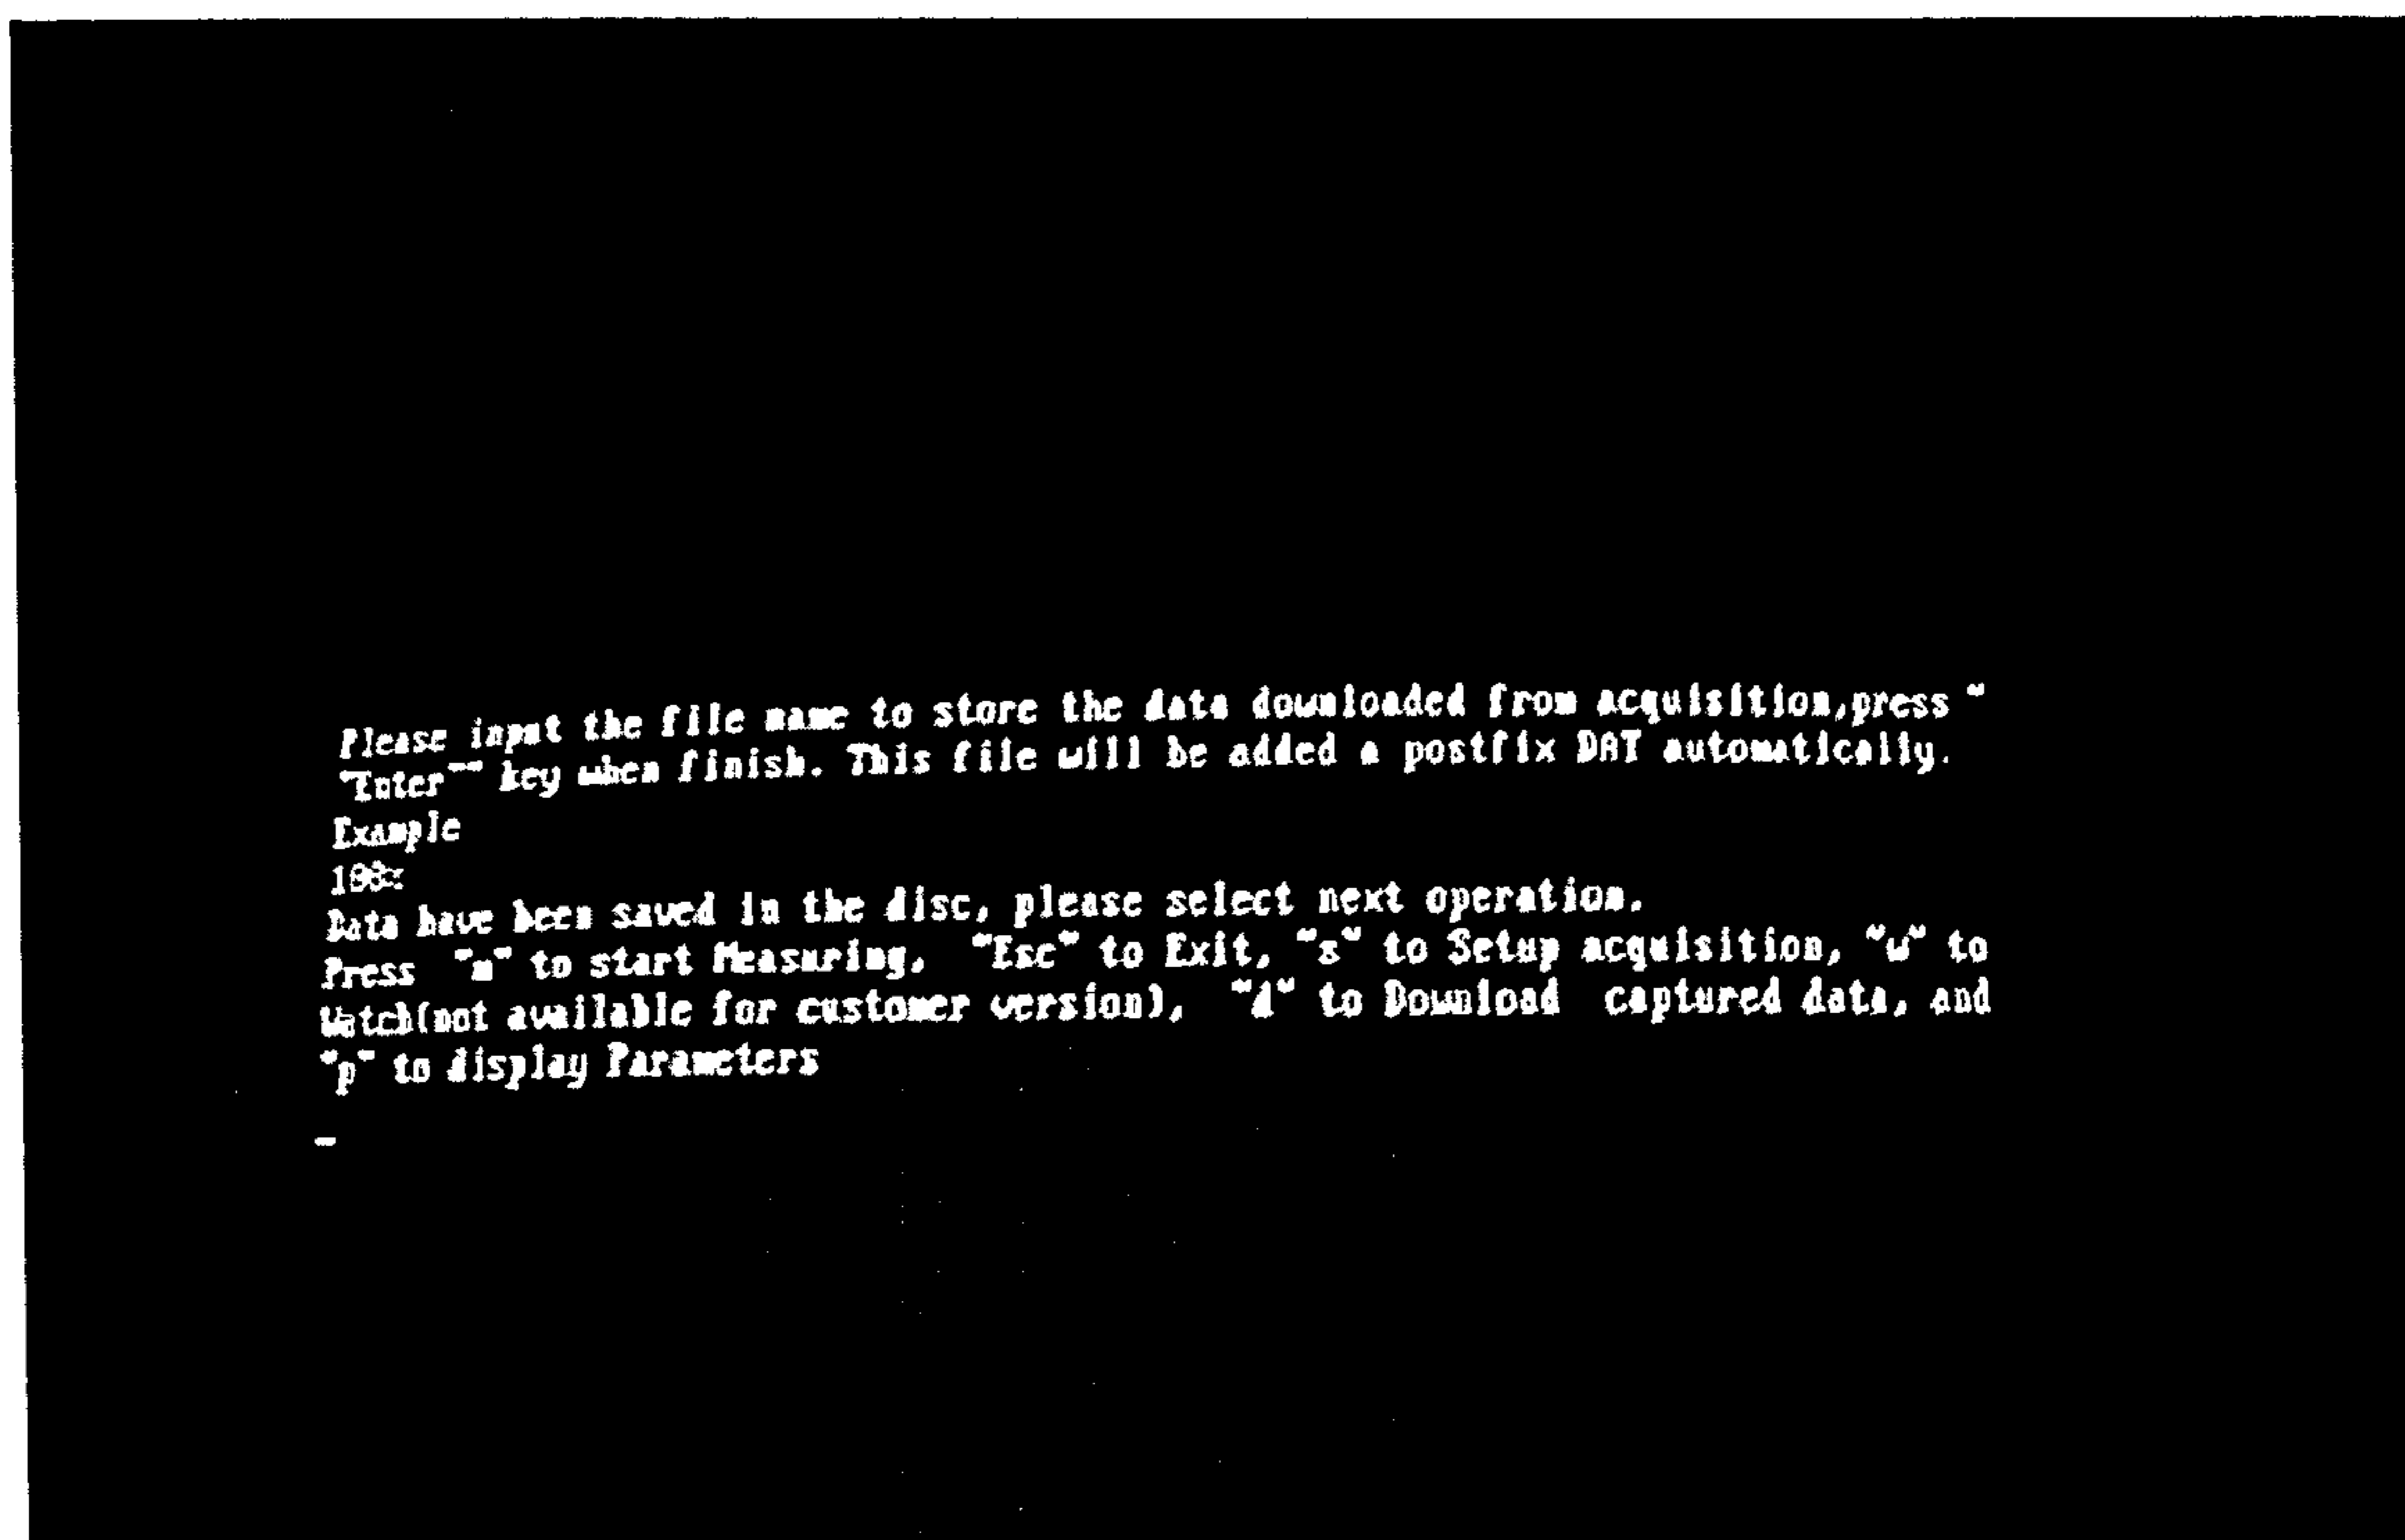 Please input the file name to store the data downloaded from acquisition,press "
"Enter"" key when finish. This file will be added a postfix DAT automatically.
Example
100%
Data have been saved in the disc, please select next operation.
Press "m" to start Measuring, "Esc" to Exit, "s" to Setup acquisition, "w" to
Watch(not available for customer version), "d" to Download captured data, and
"p" to display Parameters
_